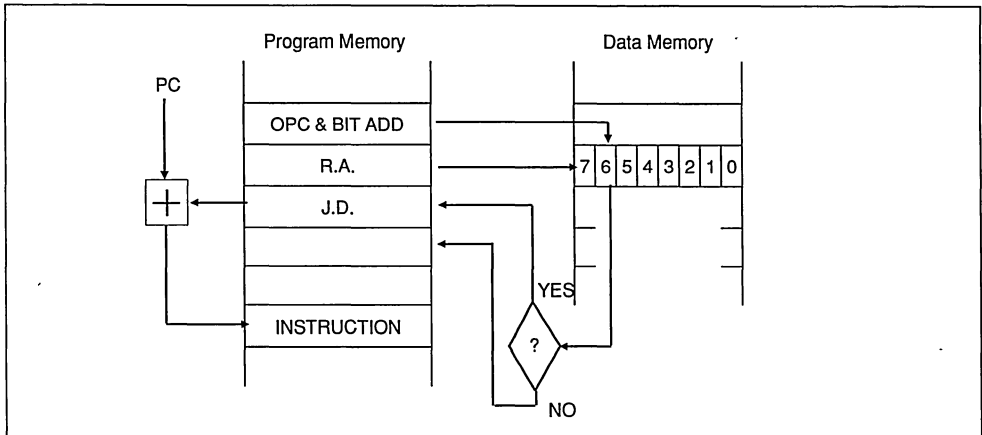 Program Memory Data Memory
PC
OPC & BIT ADD
R.A. 7 6 5 4 3 2 1 0
+ J.D.
YES
INSTRUCTION ?
NO